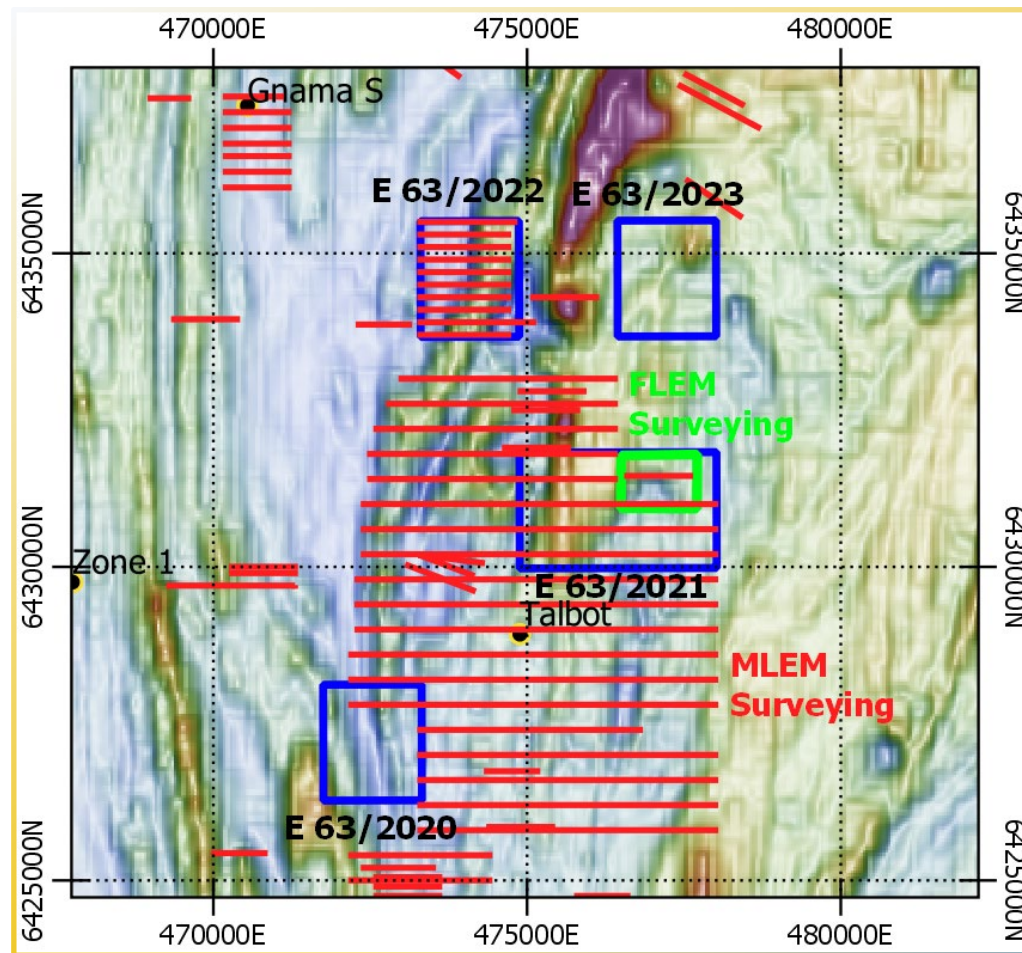 470000E 475000E 480000E
Gnama S
E 63/2022 E 63/2023
6435000N 6435000N
FLEM
Surveying
Zone 1
6430000N 6430000N
E 63/2021
Talbot
MLEM
Surveying
E 63/2020
6425000N 6425000N
470000E 475000E 480000E